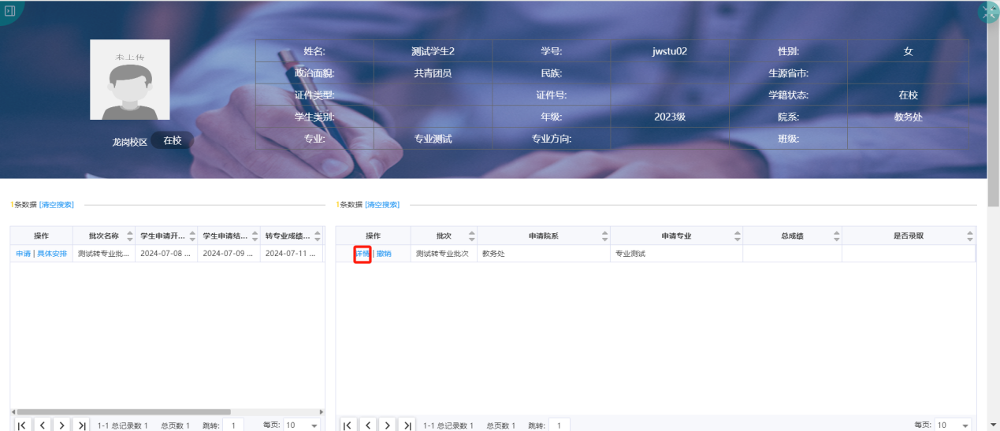 未上传
龙岗校区 在校
姓名: 测试学生2 学号: jwstu02 性别: 女
政治面貌: 共青团员 民族: 生源省市:
证件类型: 证件号: 学籍状态: 在校
学生类别: 年级: 2023级 院系: 教务处
专业: 专业测试 专业方向: 班级:
1条数据 [清空搜索]
操作 批次名称 学生申请开... 学生申请结... 转专业成绩...
申请 | 具体安排 测试转专业批... 2024-07-08 ... 2024-07-09 ... 2024-07-11 ...
1-1 总记录数 1 总页数 1 跳转: 1 每页: 10
1条数据 [清空搜索]
操作 批次 申请院系 申请专业 总成绩 是否录取
详情 | 撤销 测试转专业批次 教务处 专业测试
1-1 总记录数 1 总页数 1 跳转: 1 每页: 10